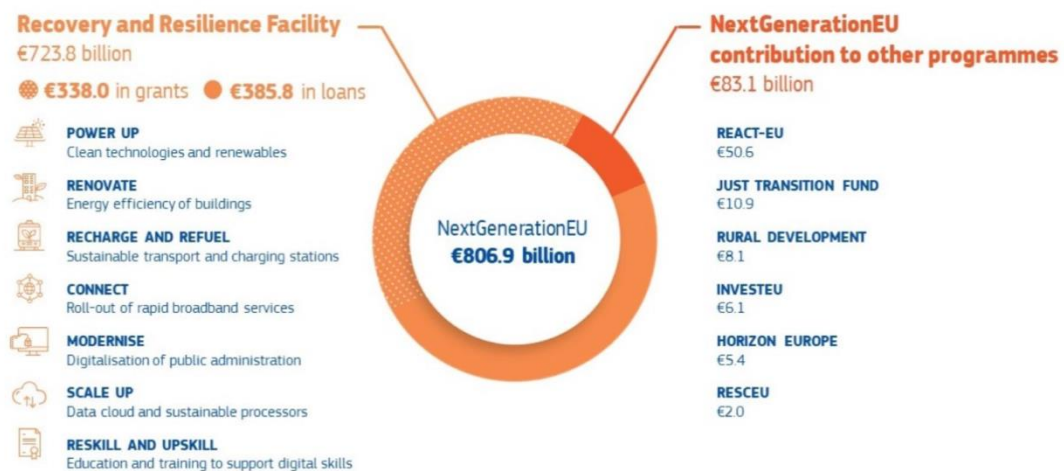 Recovery and Resilience Facility
€723.8 billion
€338.0 in grants €385.8 in loans
POWER UP
Clean technologies and renewables
RENOVATE
Energy efficiency of buildings
RECHARGE AND REFUEL
Sustainable transport and charging stations
CONNECT
Roll-out of rapid broadband services
MODERNISE
Digitalisation of public administration
SCALE UP
Data cloud and sustainable processors
RESKILL AND UPSKILL
Education and training to support digital skills
NextGenerationEU
€806.9 billion
NextGenerationEU
contribution to other programmes
€83.1 billion
REACT-EU
€50.6
JUST TRANSITION FUND
€10.9
RURAL DEVELOPMENT
€8.1
INVESTEU
€6.1
HORIZON EUROPE
€5.4
RESCEU
€2.0